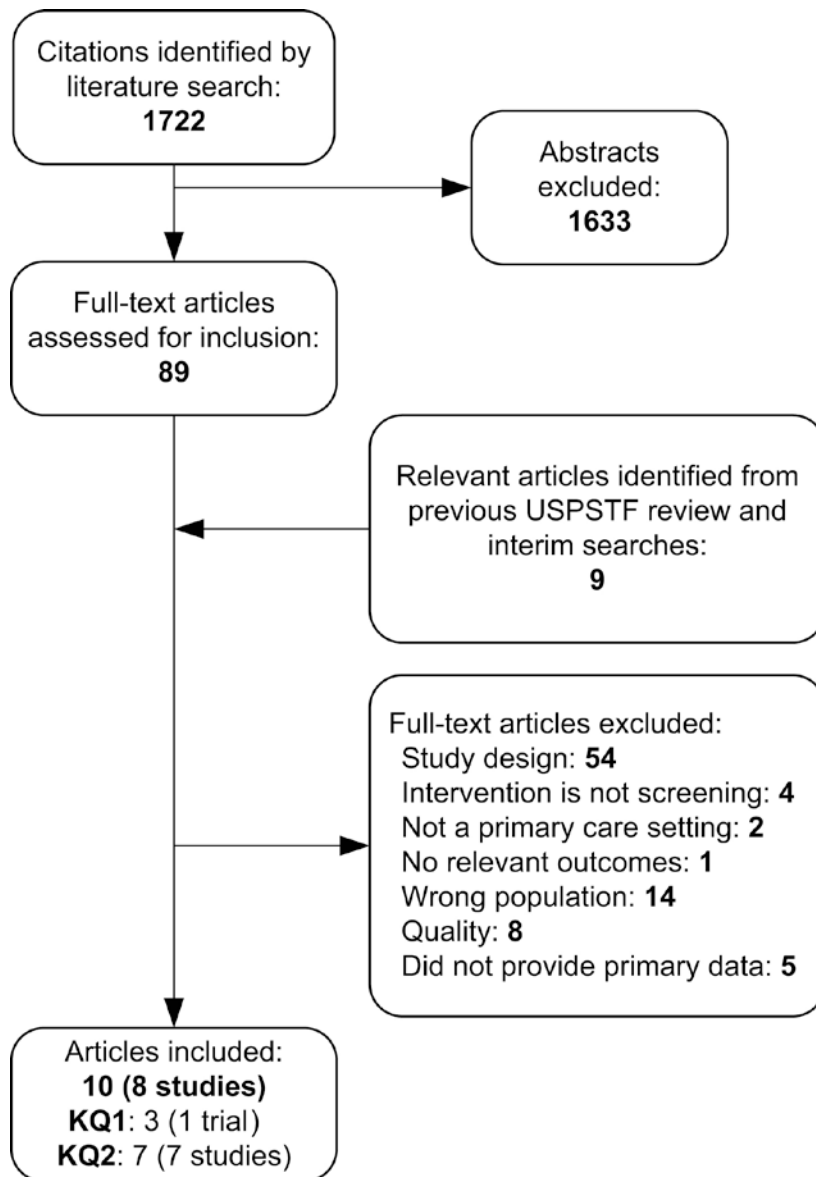 Citations identified by
literature search:
1722
Abstracts
excluded:
1633
Full-text articles
assessed for inclusion:
89
Relevant articles identified from
previous USPSTF review and
interim searches:
9
Full-text articles excluded:
Study design: 54
Intervention is not screening: 4
Not a primary care setting: 2
No relevant outcomes: 1
Wrong population: 14
Quality: 8
Did not provide primary data: 5
Articles included:
10 (8 studies)
KQ1: 3 (1 trial)
KQ2: 7 (7 studies)